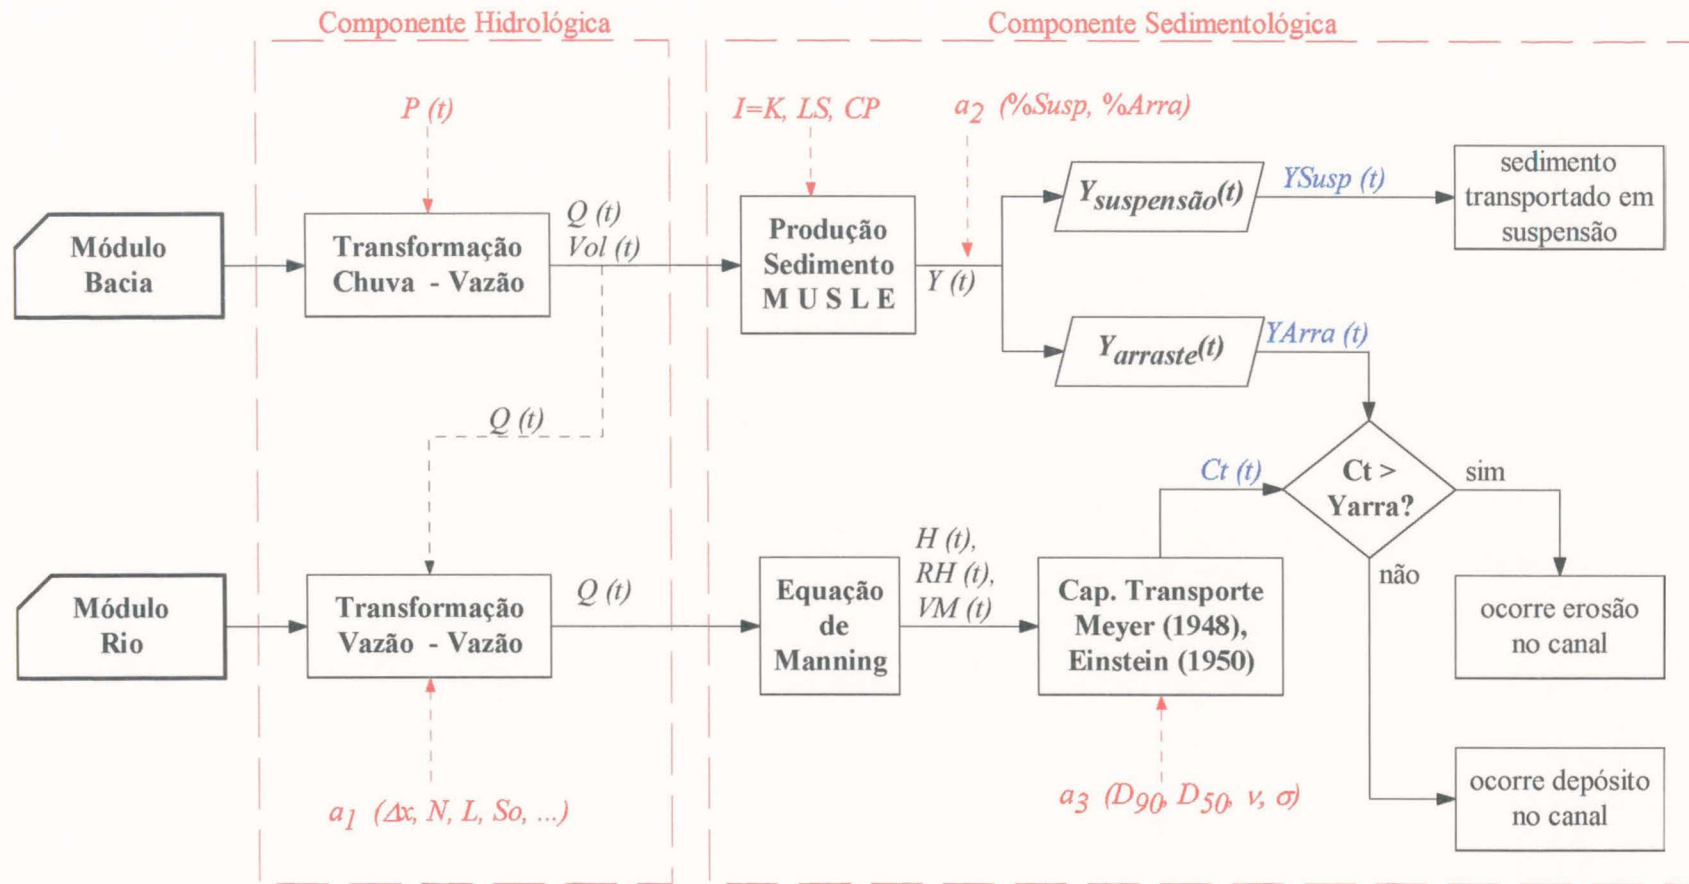 Componente Hidrológica
Componente Sedimentológica
P (t)
I=K, LS, CP
a2 (%Susp, %Arra)
Módulo
Bacia
Transformação
Chuva - Vazão
Q (t)
Vol (t)
Produção
Sedimento
M U S L E
Y (t)
Ysuspensão(t)
YSusp (t)
sedimento
transportado em
suspensão
Yarraste(t)
YArra (t)
Q (t)
Ct (t)
Ct >
Yarra?
sim
não
Módulo
Rio
Transformação
Vazão - Vazão
Q (t)
Equação
de
Manning
H (t),
RH (t),
VM (t)
Cap. Transporte
Meyer (1948),
Einstein (1950)
ocorre erosão
no canal
a1 (Δx, N, L, So, ...)
a3 (D90, D50, ν, σ)
ocorre depósito
no canal